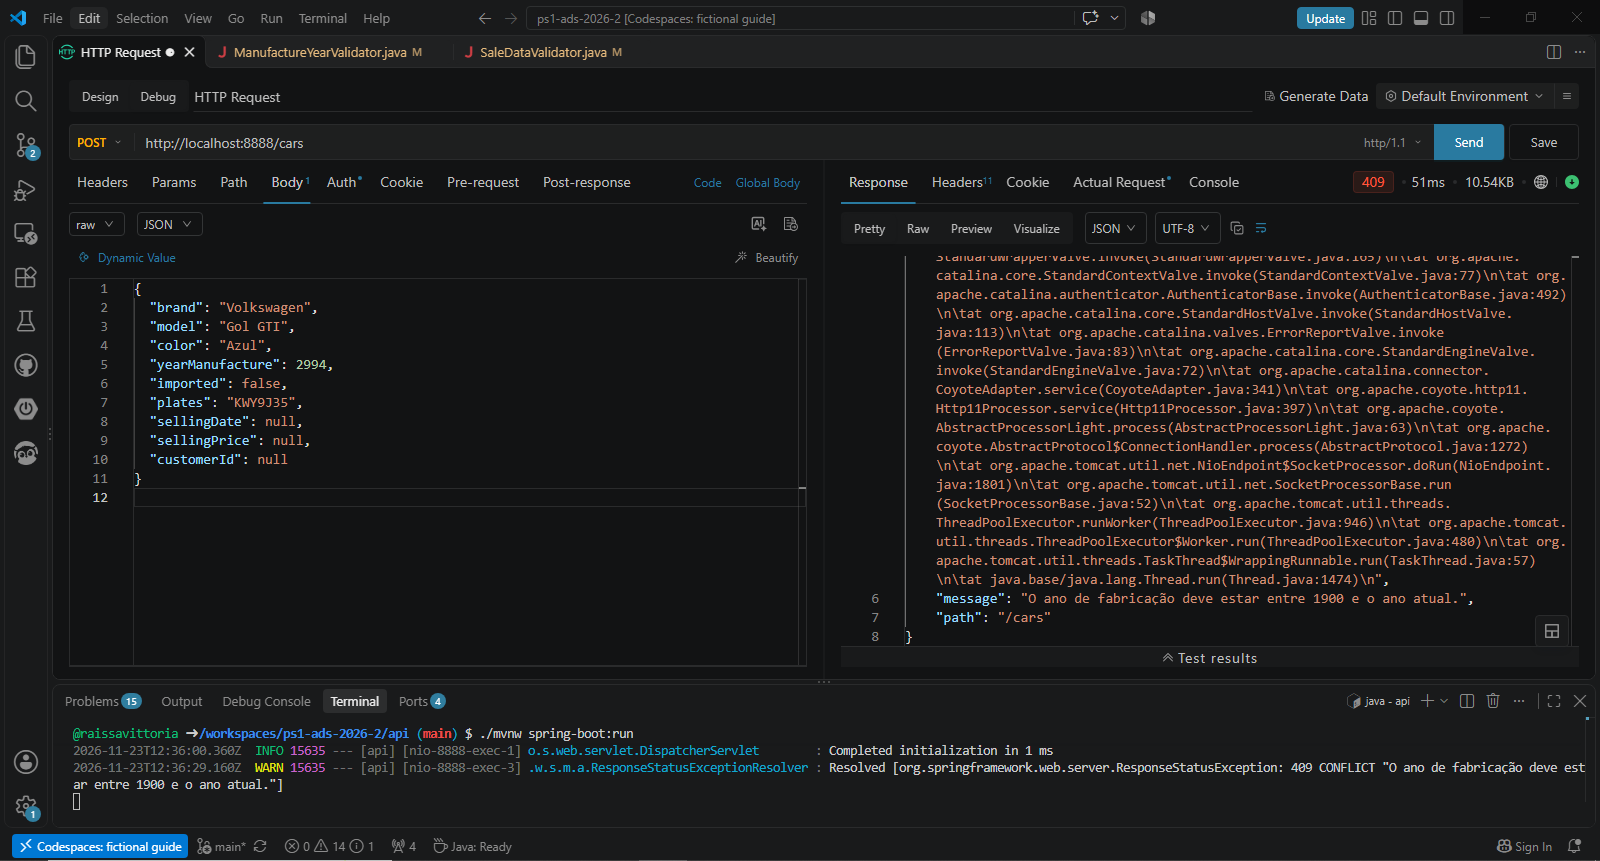 File Edit Selection View Go Run Terminal Help
ps1-ads-2026-2 [Codespaces: fictional guide]
Update
HTTP Request
ManufactureYearValidator.java M
SaleDataValidator.java M
Design Debug HTTP Request
Generate Data Default Environment
POST http://localhost:8888/cars http/1.1 Send Save
Headers Params Path Body 1 Auth Cookie Pre-request Post-response Code Global Body
raw JSON
Dynamic Value Beautify
1 {
2 "brand": "Volkswagen",
3 "model": "Gol GTI",
4 "color": "Azul",
5 "yearManufacture": 2994,
6 "imported": false,
7 "plates": "KWY9J35",
8 "sellingDate": null,
9 "sellingPrice": null,
10 "customerId": null
11 }
12
Response Headers 11 Cookie Actual Request Console 409 51ms 10.54KB
Pretty Raw Preview Visualize JSON UTF-8
StandardWrapperValve.invoke(StandardWrapperValve.java:165)\n\tat org.apache.
catalina.core.StandardContextValve.invoke(StandardContextValve.java:77)\n\tat org.
apache.catalina.authenticator.AuthenticatorBase.invoke(AuthenticatorBase.java:492)
\n\tat org.apache.catalina.core.StandardHostValve.invoke(StandardHostValve.
java:113)\n\tat org.apache.catalina.valves.ErrorReportValve.invoke
(ErrorReportValve.java:83)\n\tat org.apache.catalina.core.StandardEngineValve.
invoke(StandardEngineValve.java:72)\n\tat org.apache.catalina.connector.
CoyoteAdapter.service(CoyoteAdapter.java:341)\n\tat org.apache.coyote.http11.
Http11Processor.service(Http11Processor.java:397)\n\tat org.apache.coyote.
AbstractProcessorLight.process(AbstractProcessorLight.java:63)\n\tat org.apache.
coyote.AbstractProtocol$ConnectionHandler.process(AbstractProtocol.java:1272)
\n\tat org.apache.tomcat.util.net.NioEndpoint$SocketProcessor.doRun(NioEndpoint.
java:1801)\n\tat org.apache.tomcat.util.net.SocketProcessorBase.run
(SocketProcessorBase.java:52)\n\tat org.apache.tomcat.util.threads.
ThreadPoolExecutor.runWorker(ThreadPoolExecutor.java:946)\n\tat org.apache.tomcat.
util.threads.ThreadPoolExecutor$Worker.run(ThreadPoolExecutor.java:480)\n\tat org.
apache.tomcat.util.threads.TaskThread$WrappingRunnable.run(TaskThread.java:57)
\n\tat java.base/java.lang.Thread.run(Thread.java:1474)\n",
6 "message": "O ano de fabricação deve estar entre 1900 e o ano atual.",
7 "path": "/cars"
8 }
Test results
Problems 15 Output Debug Console Terminal Ports 4
java - api
@raissavittoria ➜/workspaces/ps1-ads-2026-2/api (main) $ ./mvnw spring-boot:run
2026-11-23T12:36:00.360Z INFO 15635 --- [api] [nio-8888-exec-1] o.s.web.servlet.DispatcherServlet : Completed initialization in 1 ms
2026-11-23T12:36:29.160Z WARN 15635 --- [api] [nio-8888-exec-3] .w.s.m.a.ResponseStatusExceptionResolver : Resolved [org.springframework.web.server.ResponseStatusException: 409 CONFLICT "O ano de fabricação deve est
ar entre 1900 e o ano atual."]
2
1
Codespaces: fictional guide main* 0 14 1 4 Java: Ready Sign In